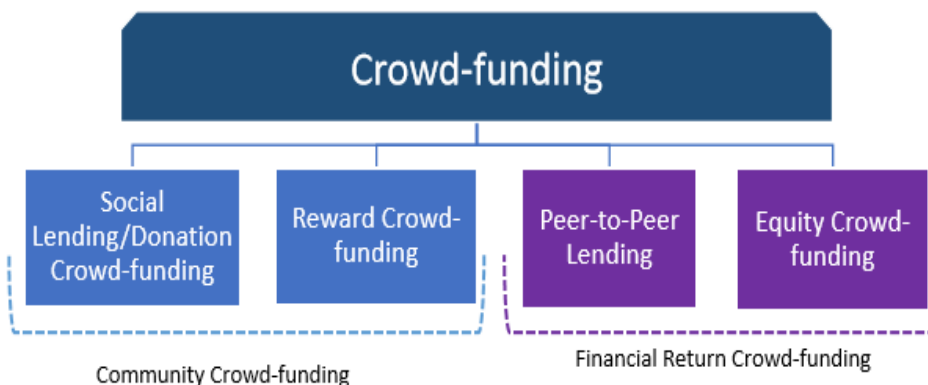 Crowd-funding
Social
Lending/Donation
Crowd-funding
Reward Crowd-
funding
Peer-to-Peer
Lending
Equity Crowd-
funding
Community Crowd-funding
Financial Return Crowd-funding